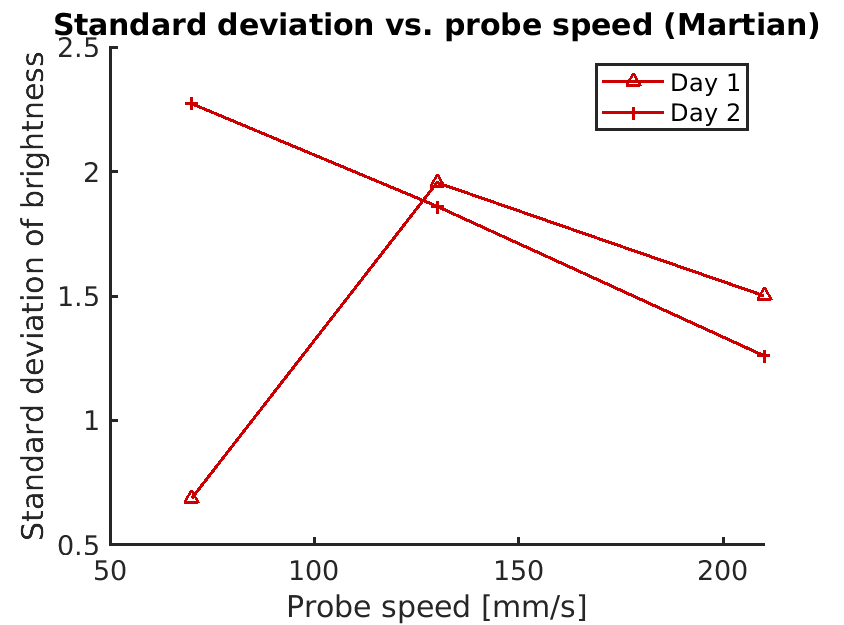 Standard deviation vs. probe speed (Martian)
Day 1
Day 2
2.5
2
1.5
1
0.5
Standard deviation of brightness
50
100
150
200
Probe speed [mm/s]